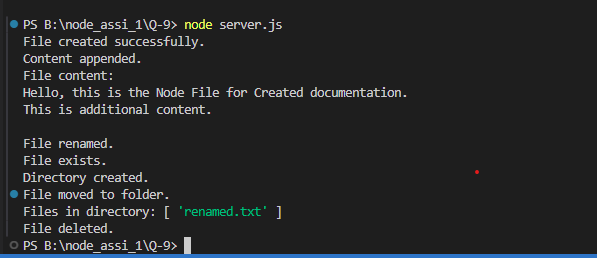 PS B:\node_assi_1\Q-9> node server.js
File created successfully.
Content appended.
File content:
Hello, this is the Node File for Created documentation.
This is additional content.
File renamed.
File exists.
Directory created.
File moved to folder.
Files in directory: [ 'renamed.txt' ]
File deleted.
PS B:\node_assi_1\Q-9>